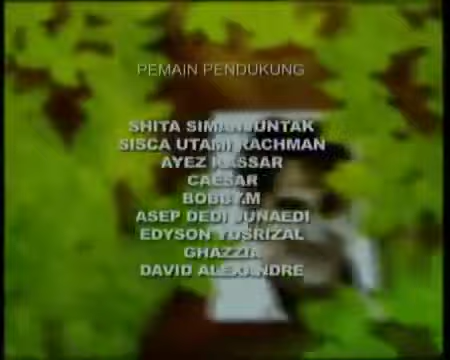 PEMAIN PENDUKUNG
SHITA SIMANJUNTAK
SISCA UTAMI RACHMAN
AYEZ KASSAR
CAESAR
BOBBY.M
ASEP DEDI JUNAEDI
EDYSON YUSRIZAL
GHAZZIA
DAVID ALEXANDRE